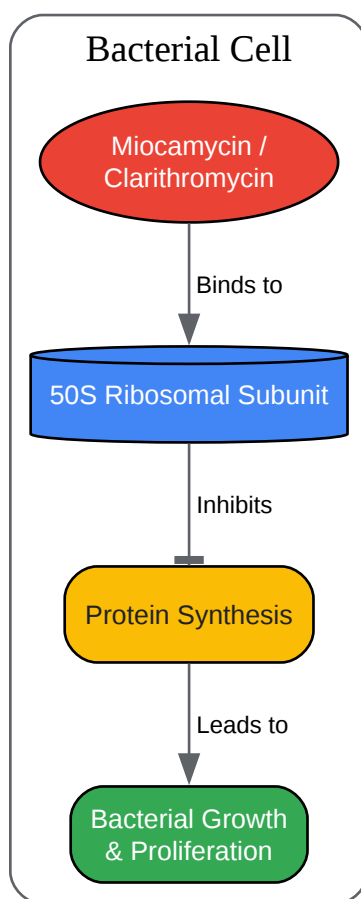 Bacterial Cell
Miocamycin /
Clarithromycin
Binds to
50S Ribosomal Subunit
Inhibits
Protein Synthesis
Leads to
Bacterial Growth
& Proliferation